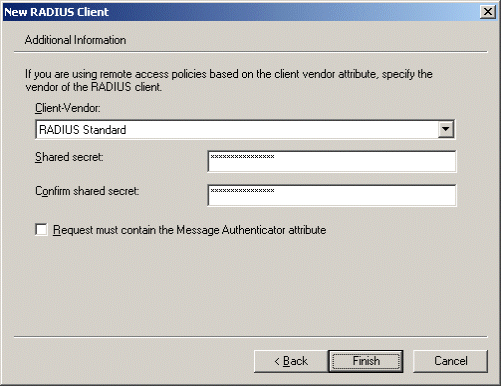 New RADIUS Client
Additional Information
If you are using remote access policies based on the client vendor attribute, specify the
vendor of the RADIUS client.
Client-Vendor:
RADIUS Standard
Shared secret:
Confirm shared secret:
Request must contain the Message Authenticator attribute
< Back
Finish
Cancel